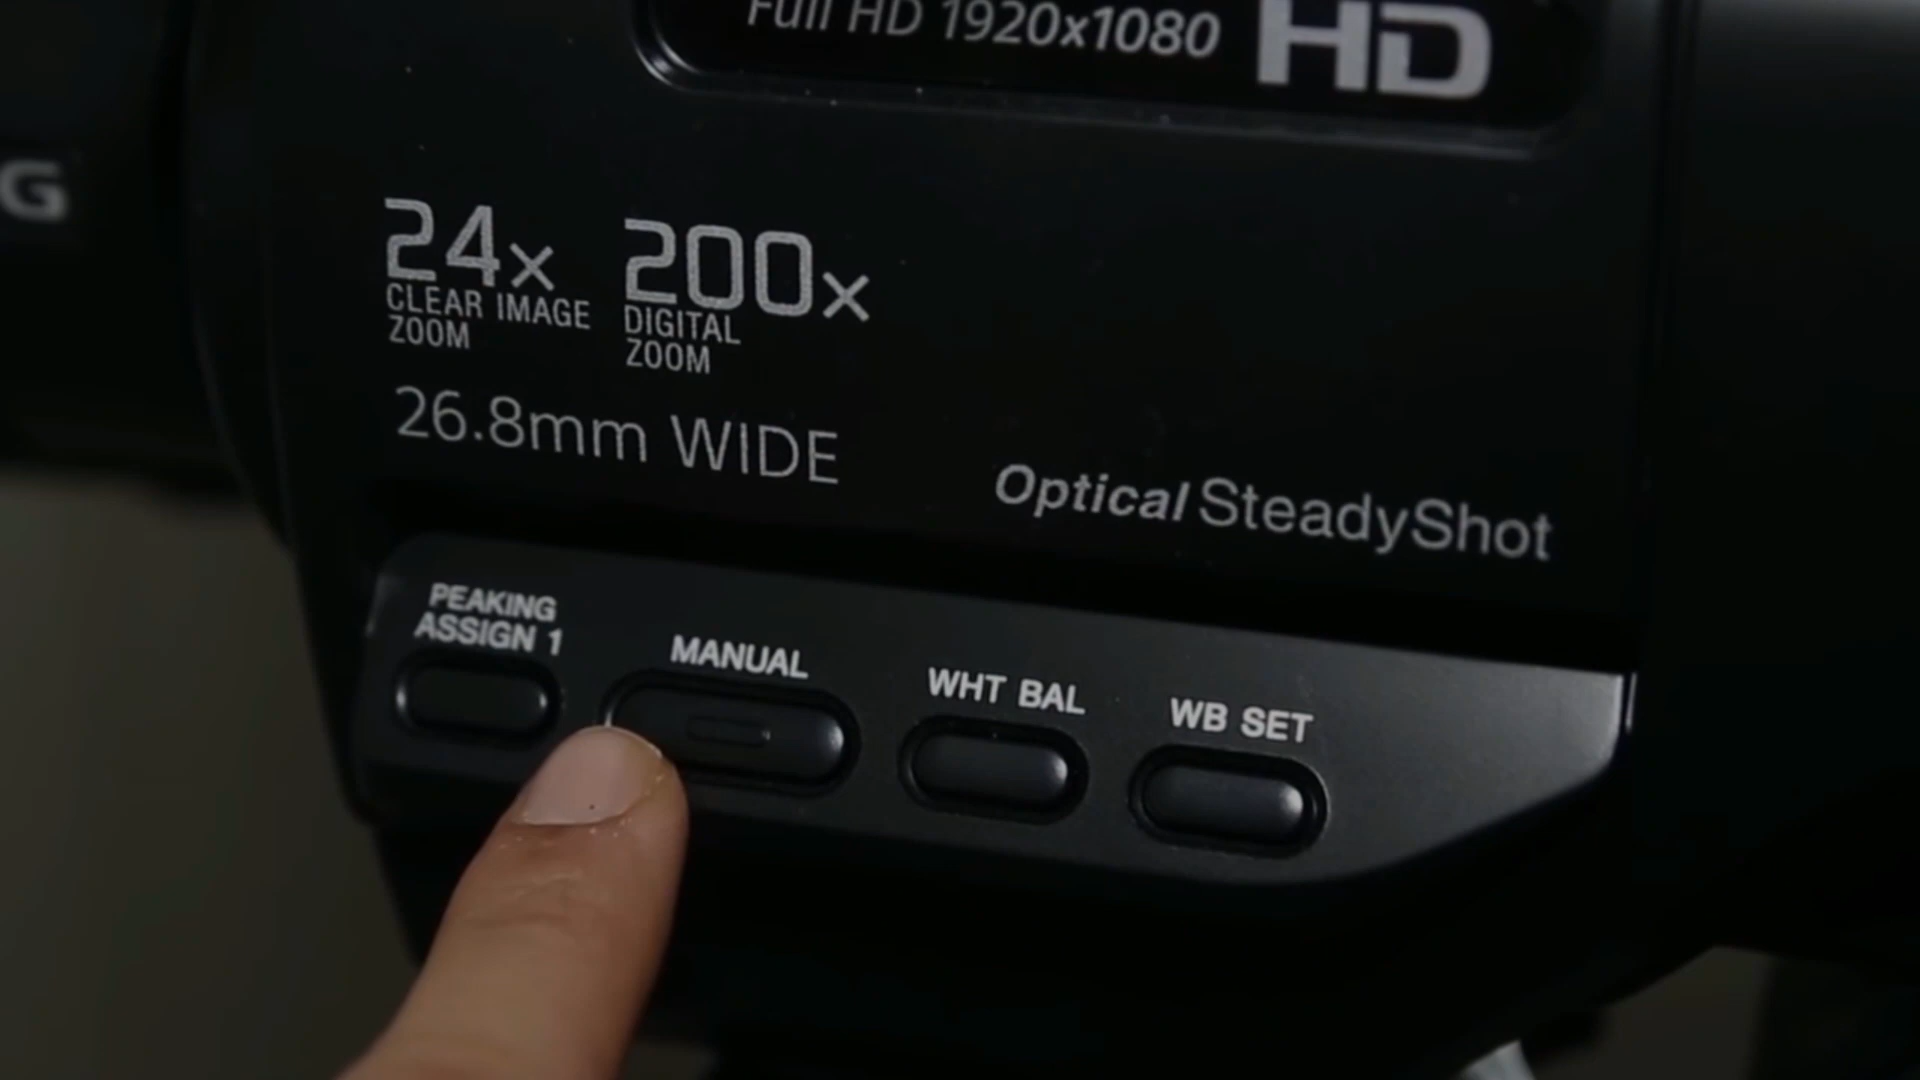 Full HD 1920x1080 HD
G
24x 200x
CLEAR IMAGE ZOOM
DIGITAL ZOOM
26.8mm WIDE
Optical SteadyShot
PEAKING
ASSIGN 1
MANUAL
WHT BAL
WB SET